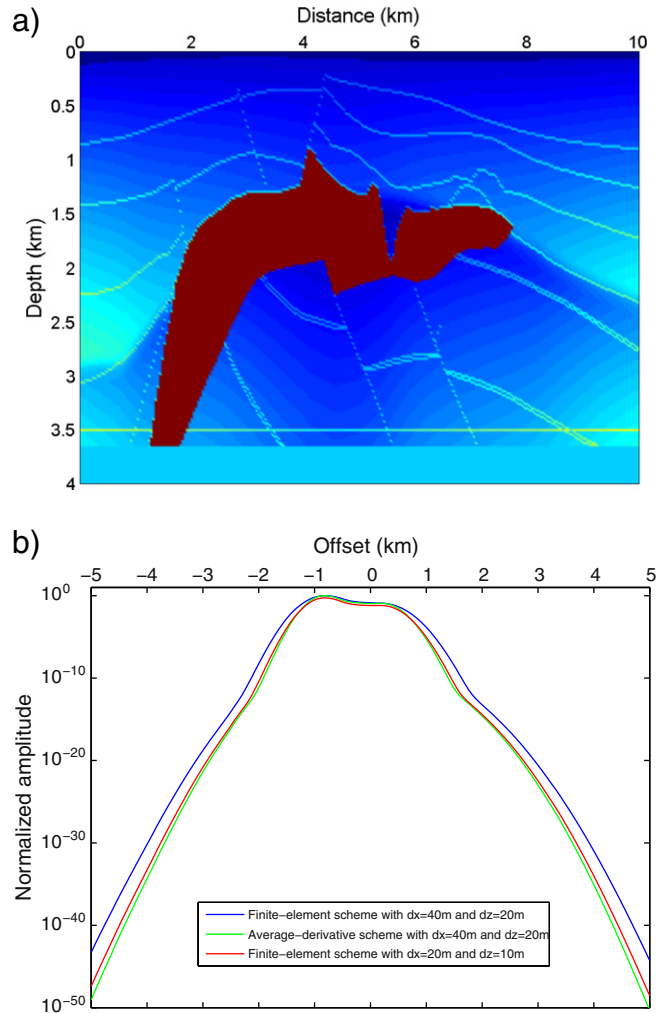 a)
Distance (km)
0 2 4 6 8 10
0
0.5
1
1.5
2
2.5
3
3.5
4
Depth (km)
b)
Offset (km)
−5 −4 −3 −2 −1 0 1 2 3 4 5
10^0
10^−10
10^−20
10^−30
10^−40
10^−50
Normalized amplitude
Finite−element scheme with dx=40m and dz=20m
Average−derivative scheme with dx=40m and dz=20m
Finite−element scheme with dx=20m and dz=10m